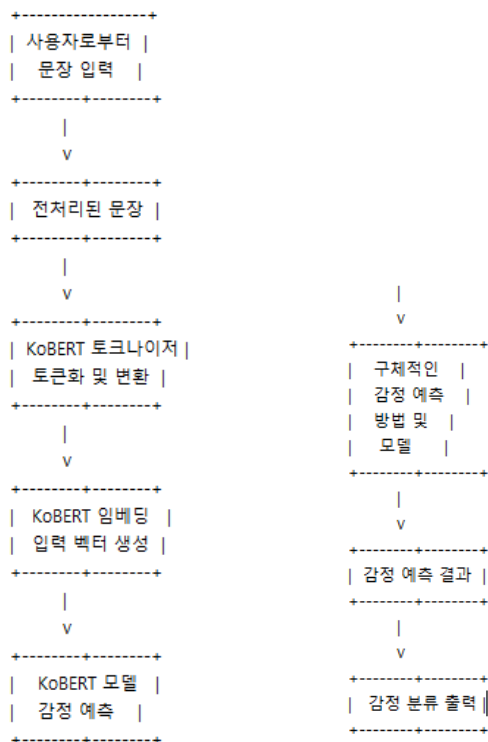 +-----------------+
| 사용자로부터 |
| 문장 입력 |
+--------+--------+
|
v
+--------+--------+
| 전처리된 문장 |
+--------+--------+
|
v
+--------+--------+
| KoBERT 토크나이저 |
| 토큰화 및 변환 |
+--------+--------+
|
v
+--------+--------+
| KoBERT 임베딩 |
| 입력 벡터 생성 |
+--------+--------+
|
v
+--------+--------+
| KoBERT 모델 |
| 감정 예측 |
+--------+--------+
|
v
+--------+--------+
| 구체적인 |
| 감정 예측 |
| 방법 및 |
| 모델 |
+--------+--------+
|
v
+--------+--------+
| 감정 예측 결과 |
+--------+--------+
|
v
+--------+--------+
| 감정 분류 출력 |
+--------+--------+